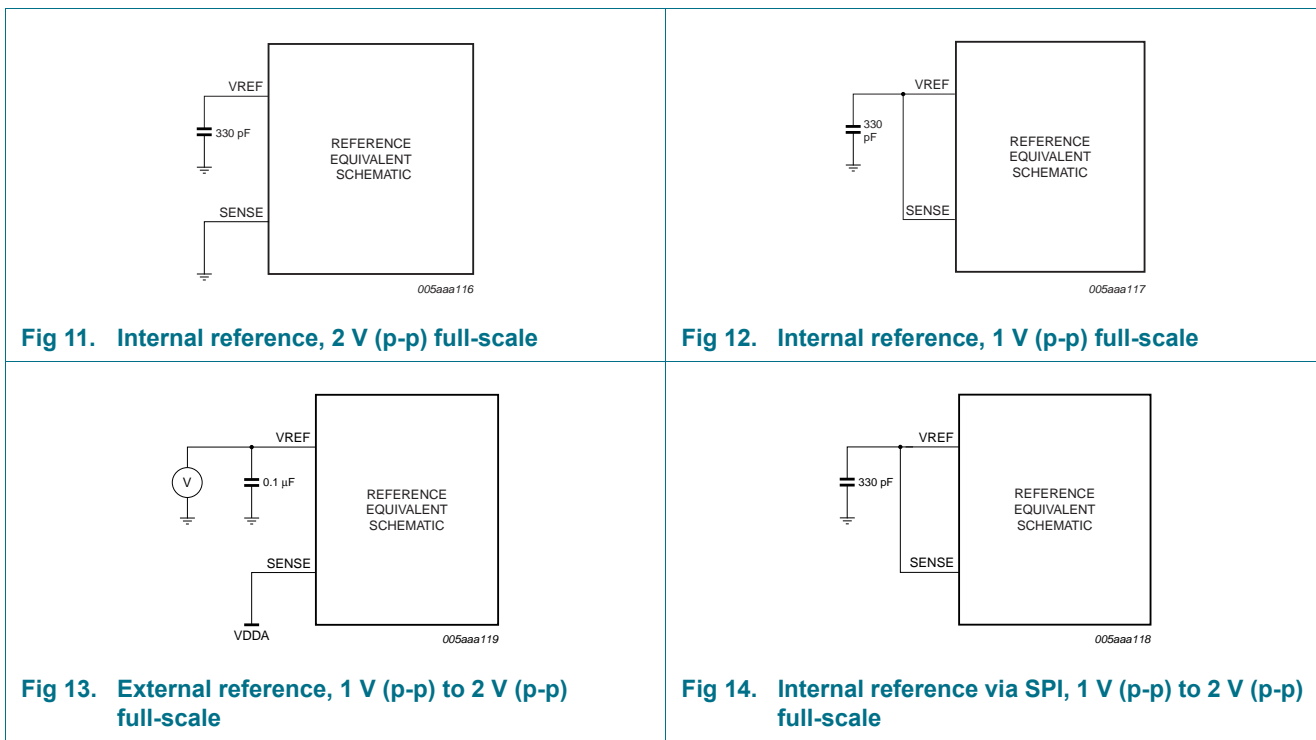 VREF
330 pF
REFERENCE
EQUIVALENT
SCHEMATIC
SENSE
005aaa116
Fig 11. Internal reference, 2 V (p-p) full-scale
VREF
330
pF
REFERENCE
EQUIVALENT
SCHEMATIC
SENSE
005aaa117
Fig 12. Internal reference, 1 V (p-p) full-scale
VREF
V
0.1 μF
REFERENCE
EQUIVALENT
SCHEMATIC
SENSE
VDDA
005aaa119
Fig 13. External reference, 1 V (p-p) to 2 V (p-p)
full-scale
VREF
330 pF
REFERENCE
EQUIVALENT
SCHEMATIC
SENSE
005aaa118
Fig 14. Internal reference via SPI, 1 V (p-p) to 2 V (p-p)
full-scale